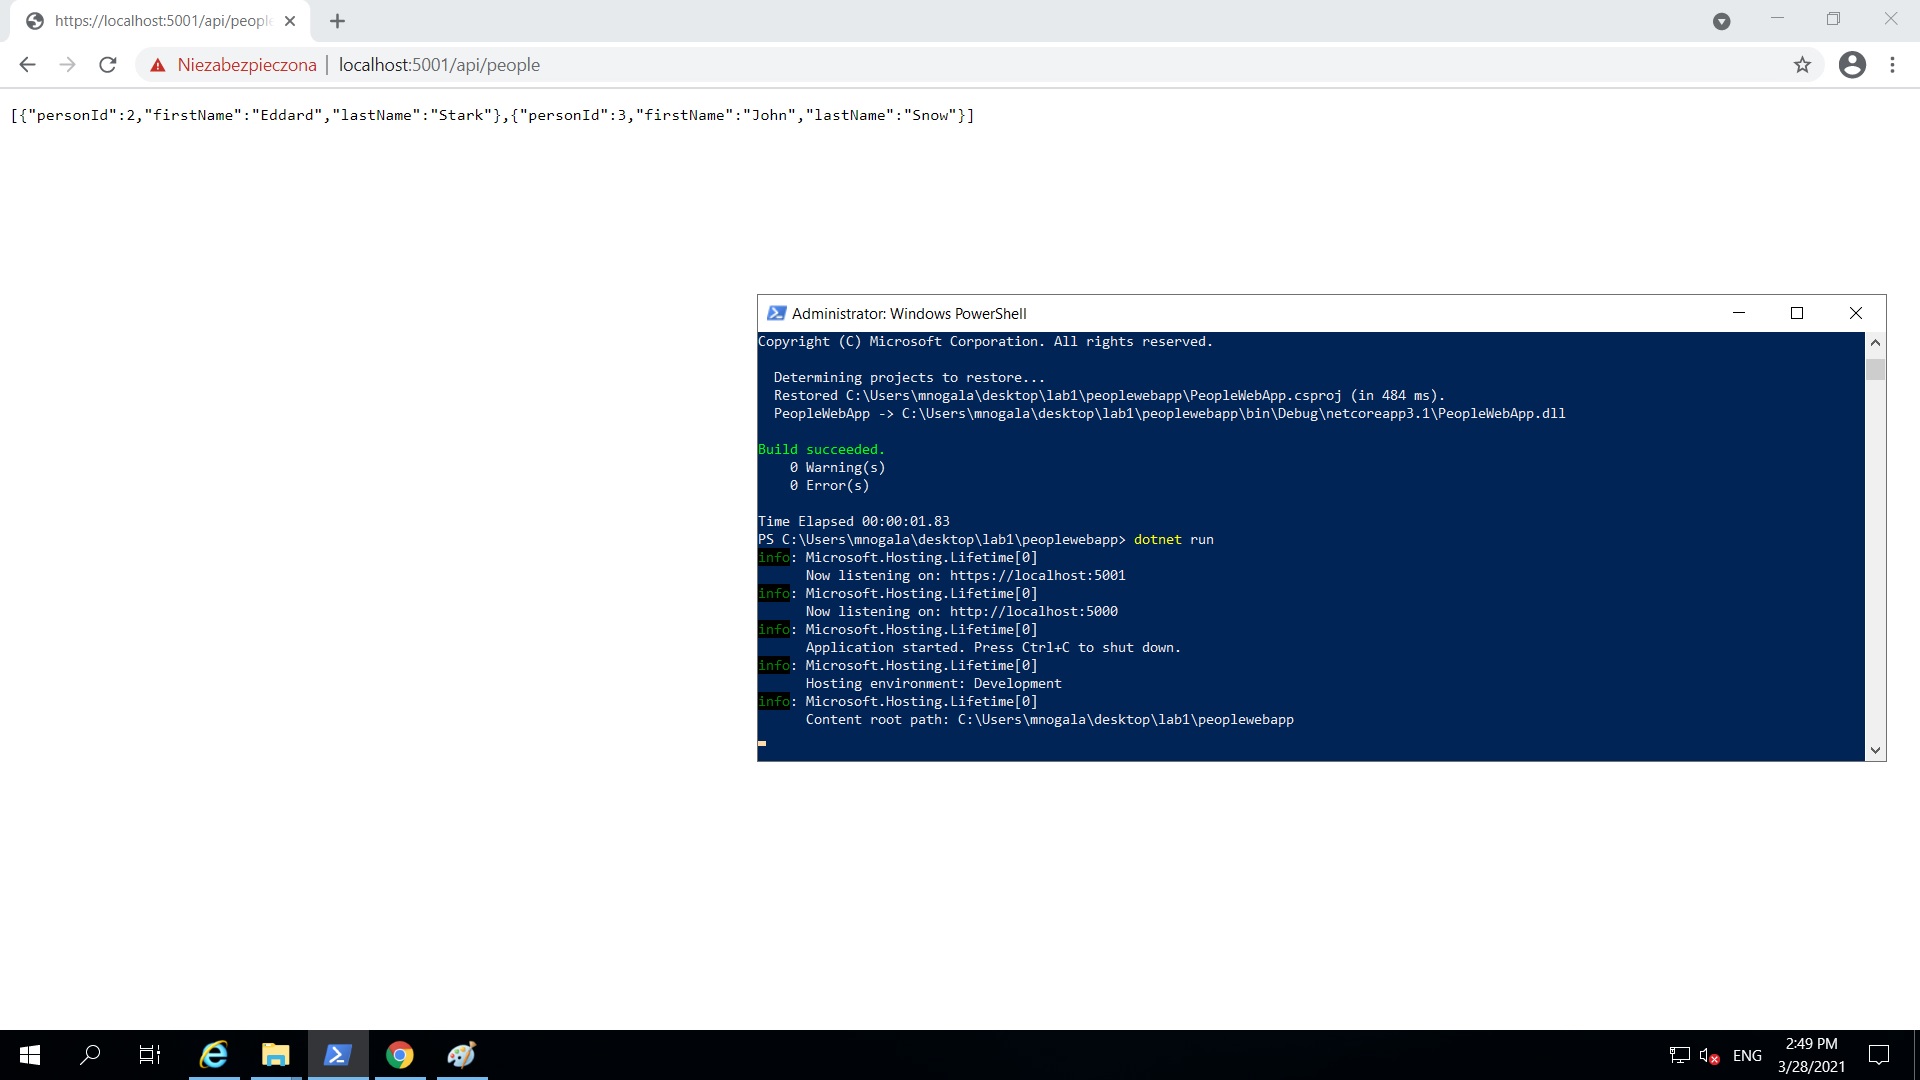 https://localhost:5001/api/people
Niezabezpieczona | localhost:5001/api/people
[{"personId":2,"firstName":"Eddard","lastName":"Stark"},{"personId":3,"firstName":"John","lastName":"Snow"}]
Administrator: Windows PowerShell
Copyright (C) Microsoft Corporation. All rights reserved.
Determining projects to restore...
Restored C:\Users\mnogala\desktop\lab1\peoplewebapp\PeopleWebApp.csproj (in 484 ms).
PeopleWebApp -> C:\Users\mnogala\desktop\lab1\peoplewebapp\bin\Debug\netcoreapp3.1\PeopleWebApp.dll
Build succeeded.
0 Warning(s)
0 Error(s)
Time Elapsed 00:00:01.83
PS C:\Users\mnogala\desktop\lab1\peoplewebapp> dotnet run
info: Microsoft.Hosting.Lifetime[0]
Now listening on: https://localhost:5001
info: Microsoft.Hosting.Lifetime[0]
Now listening on: http://localhost:5000
info: Microsoft.Hosting.Lifetime[0]
Application started. Press Ctrl+C to shut down.
info: Microsoft.Hosting.Lifetime[0]
Hosting environment: Development
info: Microsoft.Hosting.Lifetime[0]
Content root path: C:\Users\mnogala\desktop\lab1\peoplewebapp
ENG
2:49 PM
3/28/2021